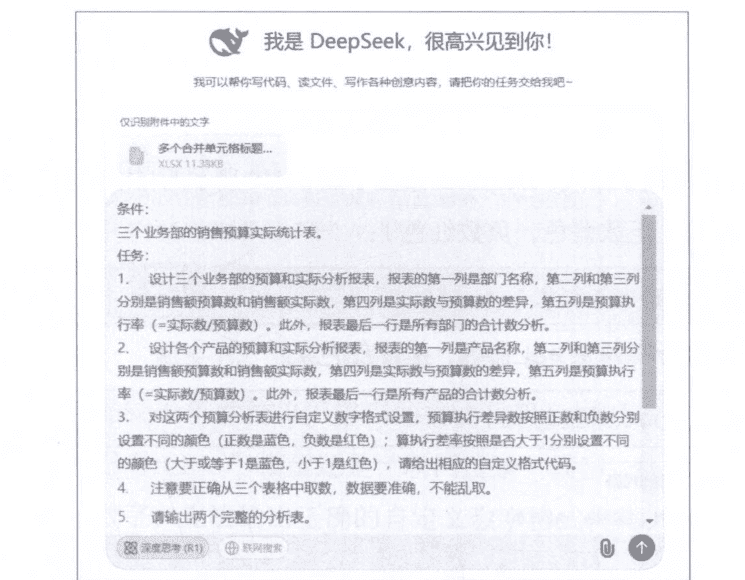 我是 DeepSeek，很高兴见到你！
我可以帮你写代码、读文件、写作各种创意内容，请把你的任务交给我吧~
仅识别附件中的文字
多个合并单元格标题...
XLSX 11.38KB
条件：
三个业务部的销售预算实际统计表。
任务：
1. 设计三个业务部的预算和实际分析报表，报表的第一列是部门名称，第二列和第三列
分别是销售额预算数和销售额实际数，第四列是实际数与预算数的差异，第五列是预算执
行率（=实际数/预算数）。此外，报表最后一行是所有部门的合计数分析。
2. 设计各个产品的预算和实际分析报表，报表的第一列是产品名称，第二列和第三列分
别是销售额预算数和销售额实际数，第四列是实际数与预算数的差异，第五列是预算执行
率（=实际数/预算数）。此外，报表最后一行是所有产品的合计数分析。
3. 对这两个预算分析表进行自定义数字格式设置，预算执行差异数按照正数和负数分别
设置不同的颜色（正数是蓝色，负数是红色）；算执行差率按照是否大于1分别设置不同
的颜色（大于或等于1是蓝色，小于1是红色），请给出相应的自定义格式代码。
4. 注意要正确从三个表格中取数，数据要准确，不能乱取。
5. 请输出两个完整的分析表。
深度思考 (R1)
联网搜索